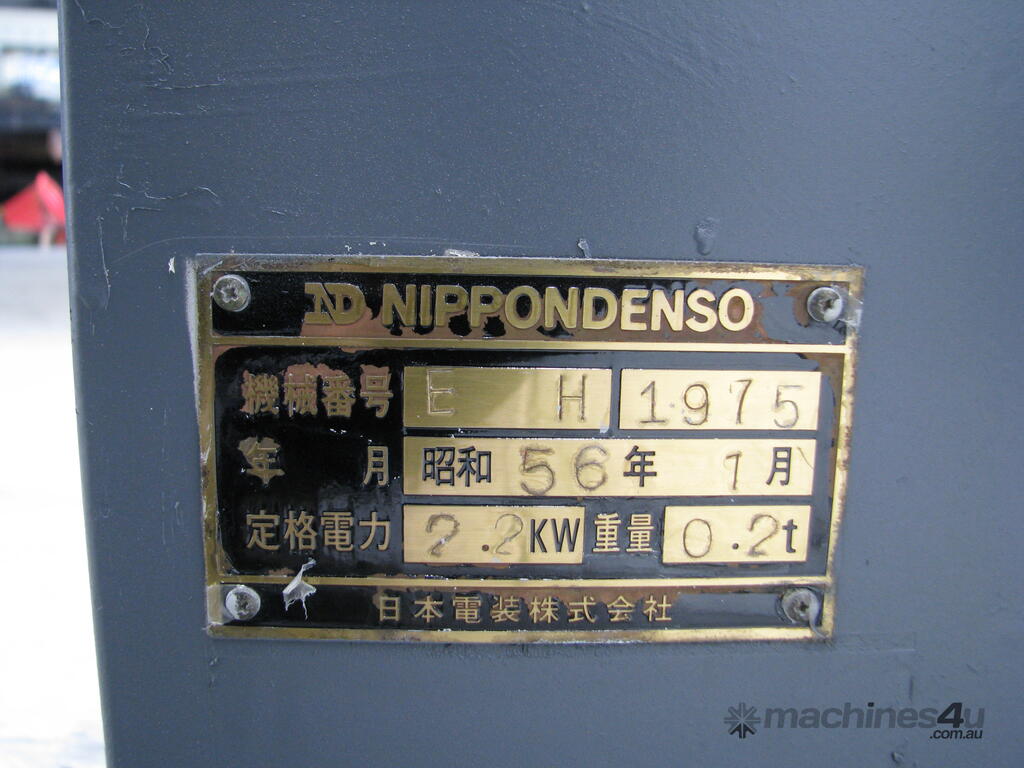 ND NIPPONDENSO
機械番号 E H 1975
年月 昭和 56 年 1 月
定格電力 2.2 KW 重量 0.2 t
日本電装株式会社
machines4u
.com.au